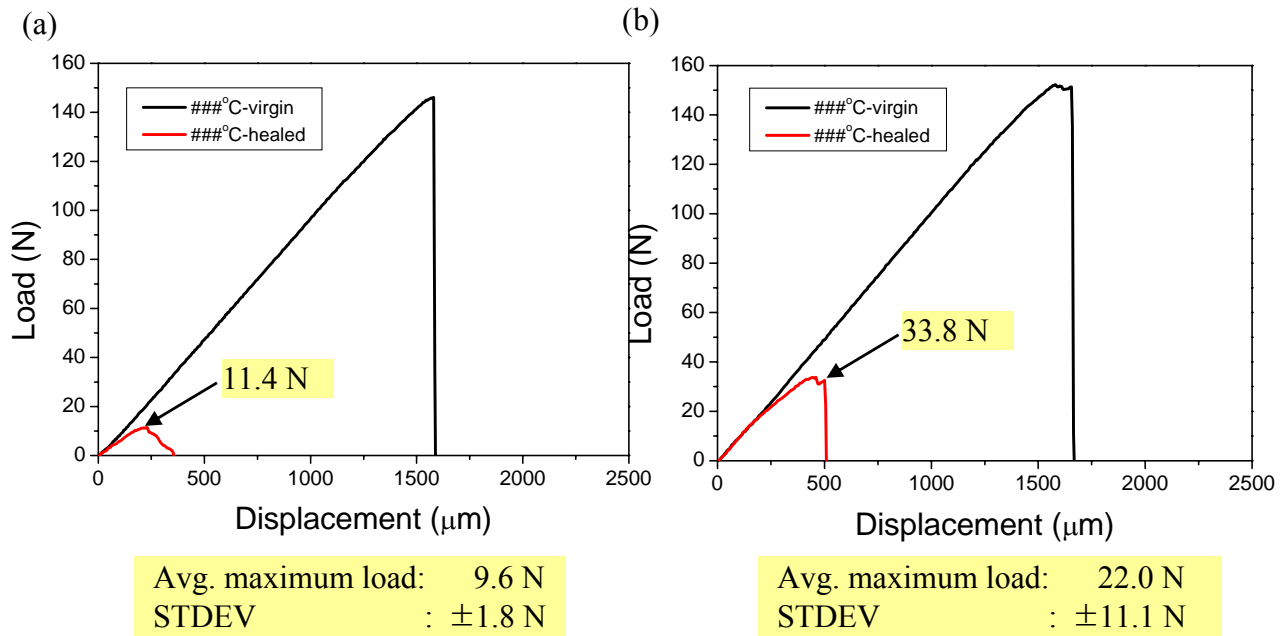 (a)
160
140
120
100
80
60
40
20
0
Load (N)
###°C-virgin
###°C-healed
11.4 N
0 500 1000 1500 2000 2500
Displacement (μm)
Avg. maximum load: 9.6 N
STDEV : ±1.8 N
(b)
160
140
120
100
80
60
40
20
0
Load (N)
###°C-virgin
###°C-healed
33.8 N
0 500 1000 1500 2000 2500
Displacement (μm)
Avg. maximum load: 22.0 N
STDEV : ±11.1 N